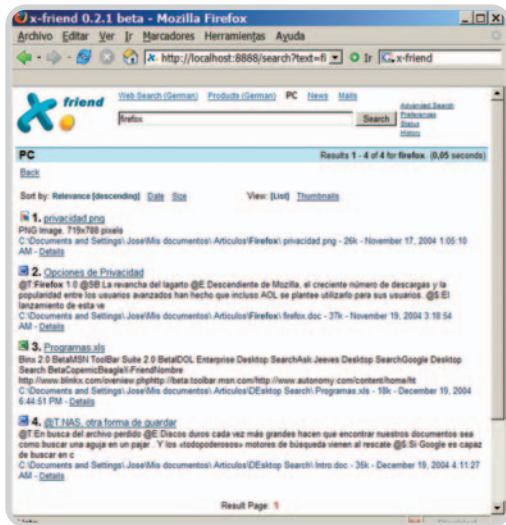 x-friend 0.2.1 beta - Mozilla Firefox
Archivo Editar Ver Ir Marcadores Herramientas Ayuda
http://localhost:8888/search?text=fi Ir x-friend
friend
Web Search (German) Products (German) PC News Mails
firefox Search
Advanced Search
Preferences
Status
History
PC Results 1 - 4 of 4 for firefox. (0,05 seconds)
Back
Sort by: Relevance [descending] Date Size View: [List] Thumbnails
1. privacidad.png
PNG Image. 719x788 pixels
C:\Documents and Settings\ Jose\Mis documentos\ Articulos\Firefox\ privacidad.png - 26k - November 17, 2004 1:05:10
AM - Details
2. Opciones de Privacidad
@T:Firefox 1.0 @SB:La revancha del lagarto @E:Descendiente de Mozilla, el creciente número de descargas y la
popularidad entre los usuarios avanzados han hecho que incluso AOL se plantee utilizarlo para sus usuarios. @S:El
lanzamiento de esta ve
C:\Documents and Settings\ Jose\Mis documentos\ Articulos\Firefox\ firefox.doc - 37k - November 19, 2004 3:18:54
AM - Details
3. Programas.xls
Binx 2.0 BetaMSN ToolBar Suite 2.0 BetaIDOL Enterprise Desktop SearchAsk Jeeves Desktop SearchGoogle Desktop
Search BetaCopernicBeagleX-FriendNombre
http://www.blinkx.com/overview.phphttp://beta.toolbar.msn.com/http://www.autonomy.com/content/home/ht
C:\Documents and Settings\ Jose\Mis documentos\ Articulos\DEsktop Search\ Programas.xls - 18k - December 19, 2004
6:44:51 PM - Details
4. @T:NAS, otra forma de guardar
@T:En busca del archivo perdido @E:Discos duros cada vez más grandes hacen que encontrar nuestros documentos sea
como buscar una aguja en un pajar . Y los «todopoderosos» motores de búsqueda vienen al rescate @S:Si Google es capaz
de buscar en c
C:\Documents and Settings\ Jose\Mis documentos\ Articulos\DEsktop Search\ Intro.doc - 35k - December 19, 2004 4:11:27
AM - Details
Result Page: 1